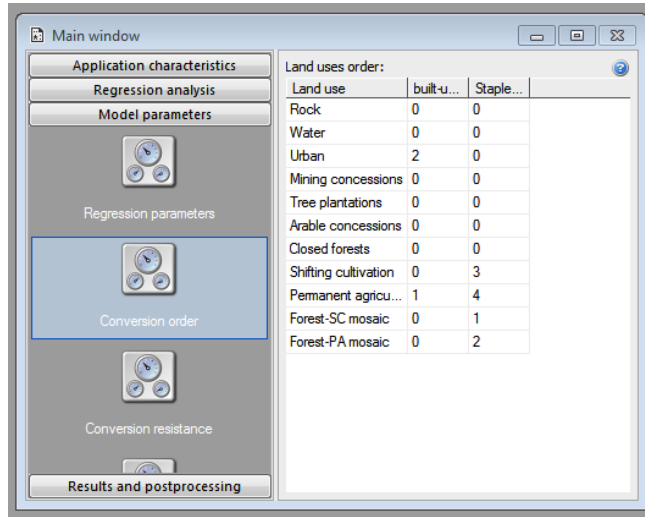 Main window
Application characteristics
Regression analysis
Model parameters
Regression parameters
Conversion order
Conversion resistance
Results and postprocessing
Land uses order:
Land use built-u... Staple...
Rock 0 0
Water 0 0
Urban 2 0
Mining concessions 0 0
Tree plantations 0 0
Arable concessions 0 0
Closed forests 0 0
Shifting cultivation 0 3
Permanent agricu... 1 4
Forest-SC mosaic 0 1
Forest-PA mosaic 0 2